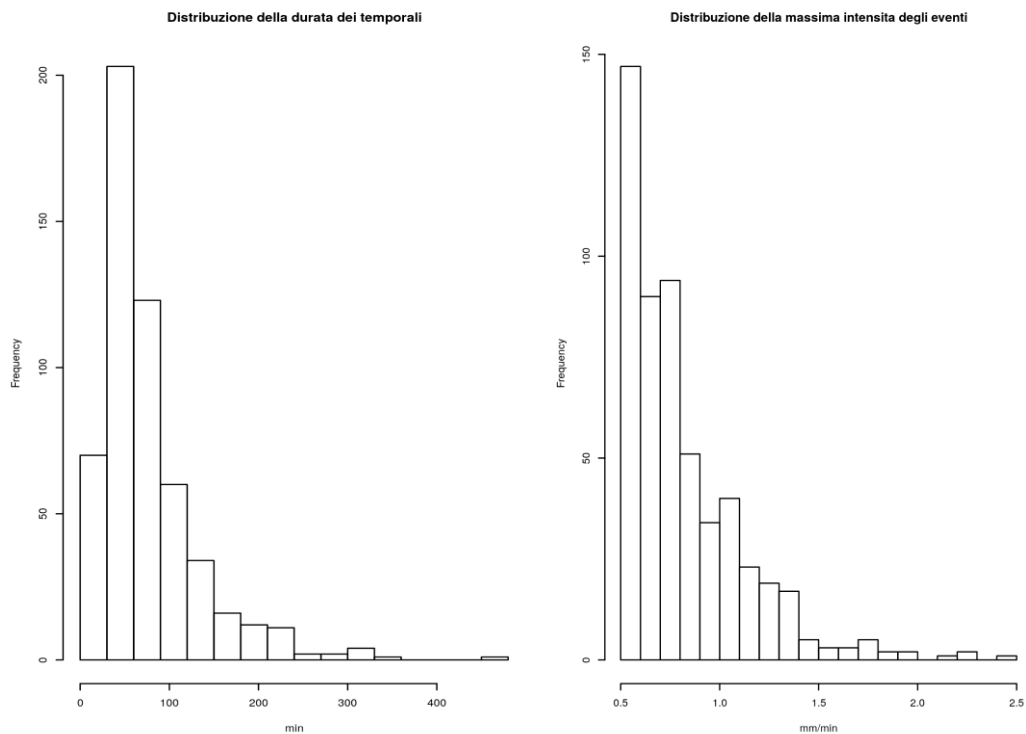 Distribuzione della durata dei temporali
Frequency
200
150
100
50
0
0 100 200 300 400
min
Distribuzione della massima intensita degli eventi
Frequency
150
100
50
0
0.5 1.0 1.5 2.0 2.5
mm/min